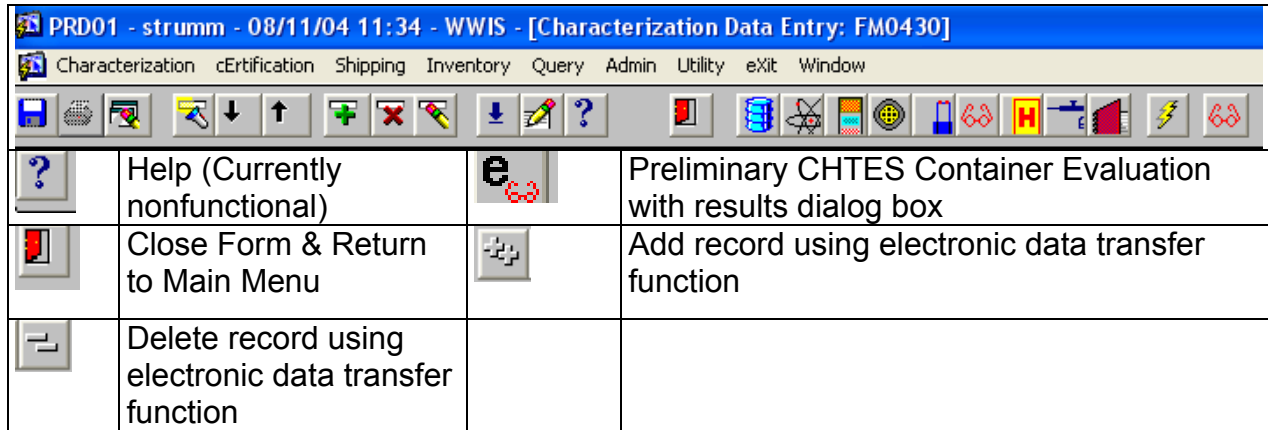 PRD01 - strumm - 08/11/04 11:34 - WWIS - [Characterization Data Entry: FM0430]
Characterization cErtification Shipping Inventory Query Admin Utility eXit Window
? H E
? Help (Currently nonfunctional) e Preliminary CHTES Container Evaluation with results dialog box
Close Form & Return to Main Menu Add record using electronic data transfer function
Delete record using electronic data transfer function